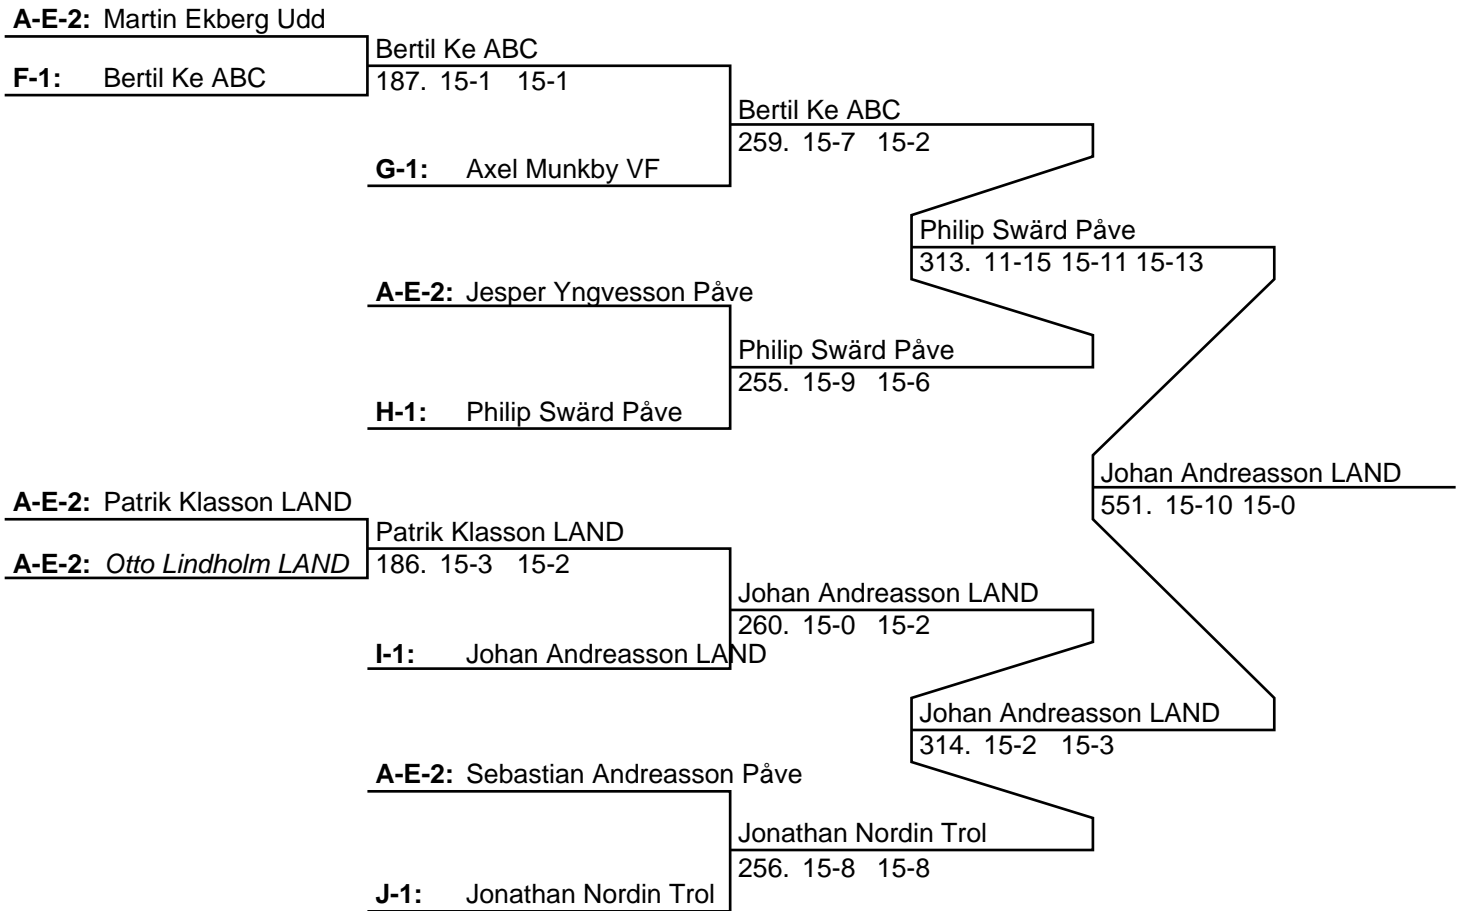 A-E-2: Martin Ekberg Udd
Bertil Ke ABC
F-1: Bertil Ke ABC
187. 15-1 15-1
Bertil Ke ABC
259. 15-7 15-2
G-1: Axel Munkby VF
Philip Swärd Påve
313. 11-15 15-11 15-13
A-E-2: Jesper Yngvesson Påve
Philip Swärd Påve
255. 15-9 15-6
H-1: Philip Swärd Påve
Johan Andreasson LAND
551. 15-10 15-0
A-E-2: Patrik Klasson LAND
Patrik Klasson LAND
A-E-2: Otto Lindholm LAND
186. 15-3 15-2
Johan Andreasson LAND
260. 15-0 15-2
I-1: Johan Andreasson LAND
Johan Andreasson LAND
314. 15-2 15-3
A-E-2: Sebastian Andreasson Påve
Jonathan Nordin Trol
256. 15-8 15-8
J-1: Jonathan Nordin Trol